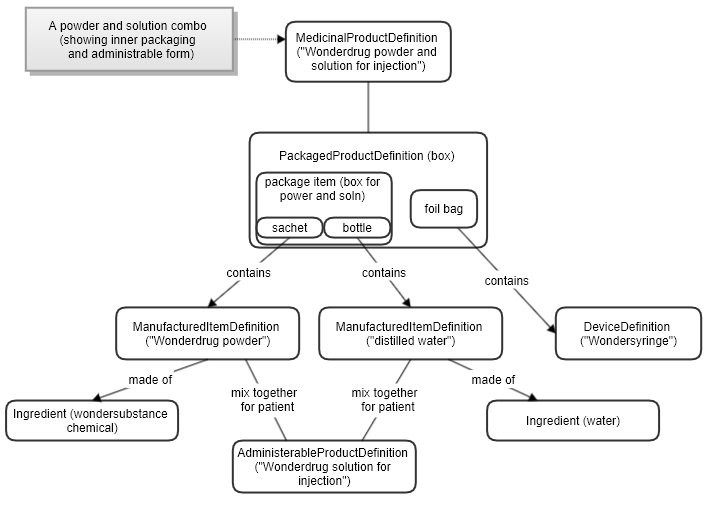 A powder and solution combo
(showing inner packaging
and administrable form)
MedicinalProductDefinition
("Wonderdrug powder and
solution for injection")
PackagedProductDefinition (box)
package item (box for
power and soln)
sachet
bottle
foil bag
contains
contains
contains
ManufacturedItemDefinition
("Wonderdrug powder")
ManufacturedItemDefinition
("distilled water")
DeviceDefinition
("Wondersyringe")
made of
mix together
for patient
mix together
for patient
made of
Ingredient (wondersubstance
chemical)
Ingredient (water)
AdministerableProductDefinition
("Wonderdrug solution for
injection")